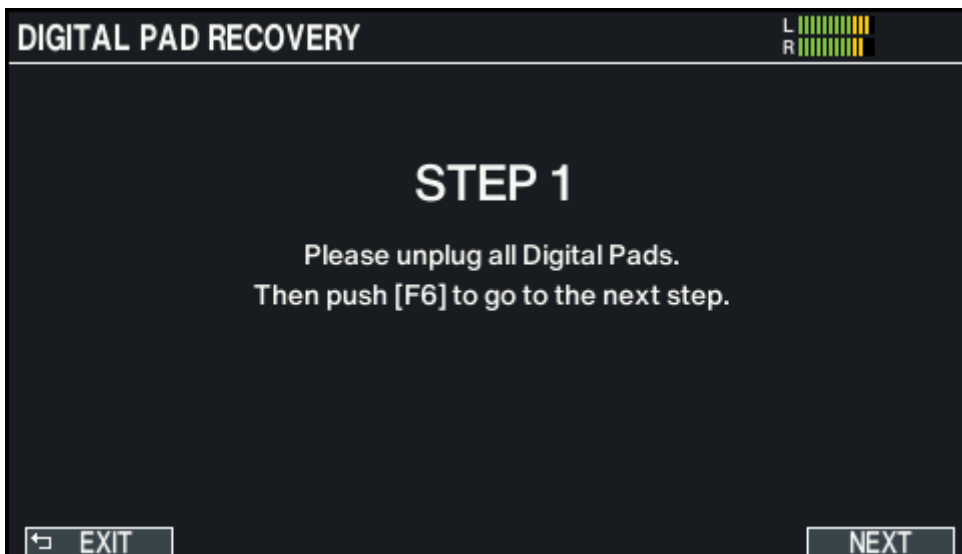 DIGITAL PAD RECOVERY
L
R
STEP 1
Please unplug all Digital Pads.
Then push [F6] to go to the next step.
EXIT
NEXT